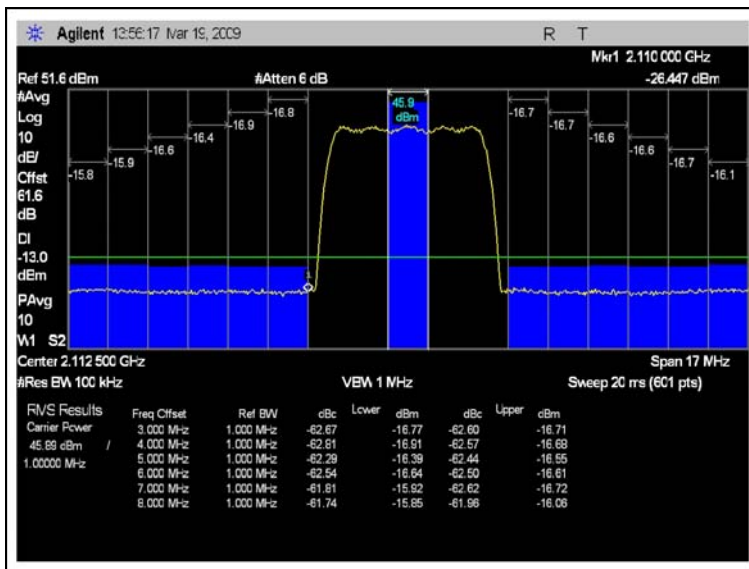 Agilent 13:56:17 Mar 19, 2009 R T
Mkr1 2.110 000 GHz
Ref 51.6 dBm #Atten 6 dB -26.447 dBm
#Avg
Log
10
dB/
Offst
61.6
dB
DI
-13.0
dBm
PAvg
10
W1 S2
-15.8 -15.9 -16.6 -16.4 -16.9 -16.8 45.9 dBm -16.7 -16.7 -16.6 -16.6 -16.7 -16.1
1
Center 2.112 500 GHz Span 17 MHz
#Res BW 100 kHz VBW 1 MHz Sweep 20 ms (601 pts)
RMS Results Freq Offset Ref BW dBc Lower dBm dBc Upper dBm
Carrier Power 3.000 MHz 1.000 MHz -62.67 -16.77 -62.60 -16.71
45.89 dBm / 4.000 MHz 1.000 MHz -62.81 -16.91 -62.57 -16.68
1.00000 MHz 5.000 MHz 1.000 MHz -62.29 -16.39 -62.44 -16.55
6.000 MHz 1.000 MHz -62.54 -16.64 -62.50 -16.61
7.000 MHz 1.000 MHz -61.81 -15.92 -62.62 -16.72
8.000 MHz 1.000 MHz -61.74 -15.85 -61.96 -16.06